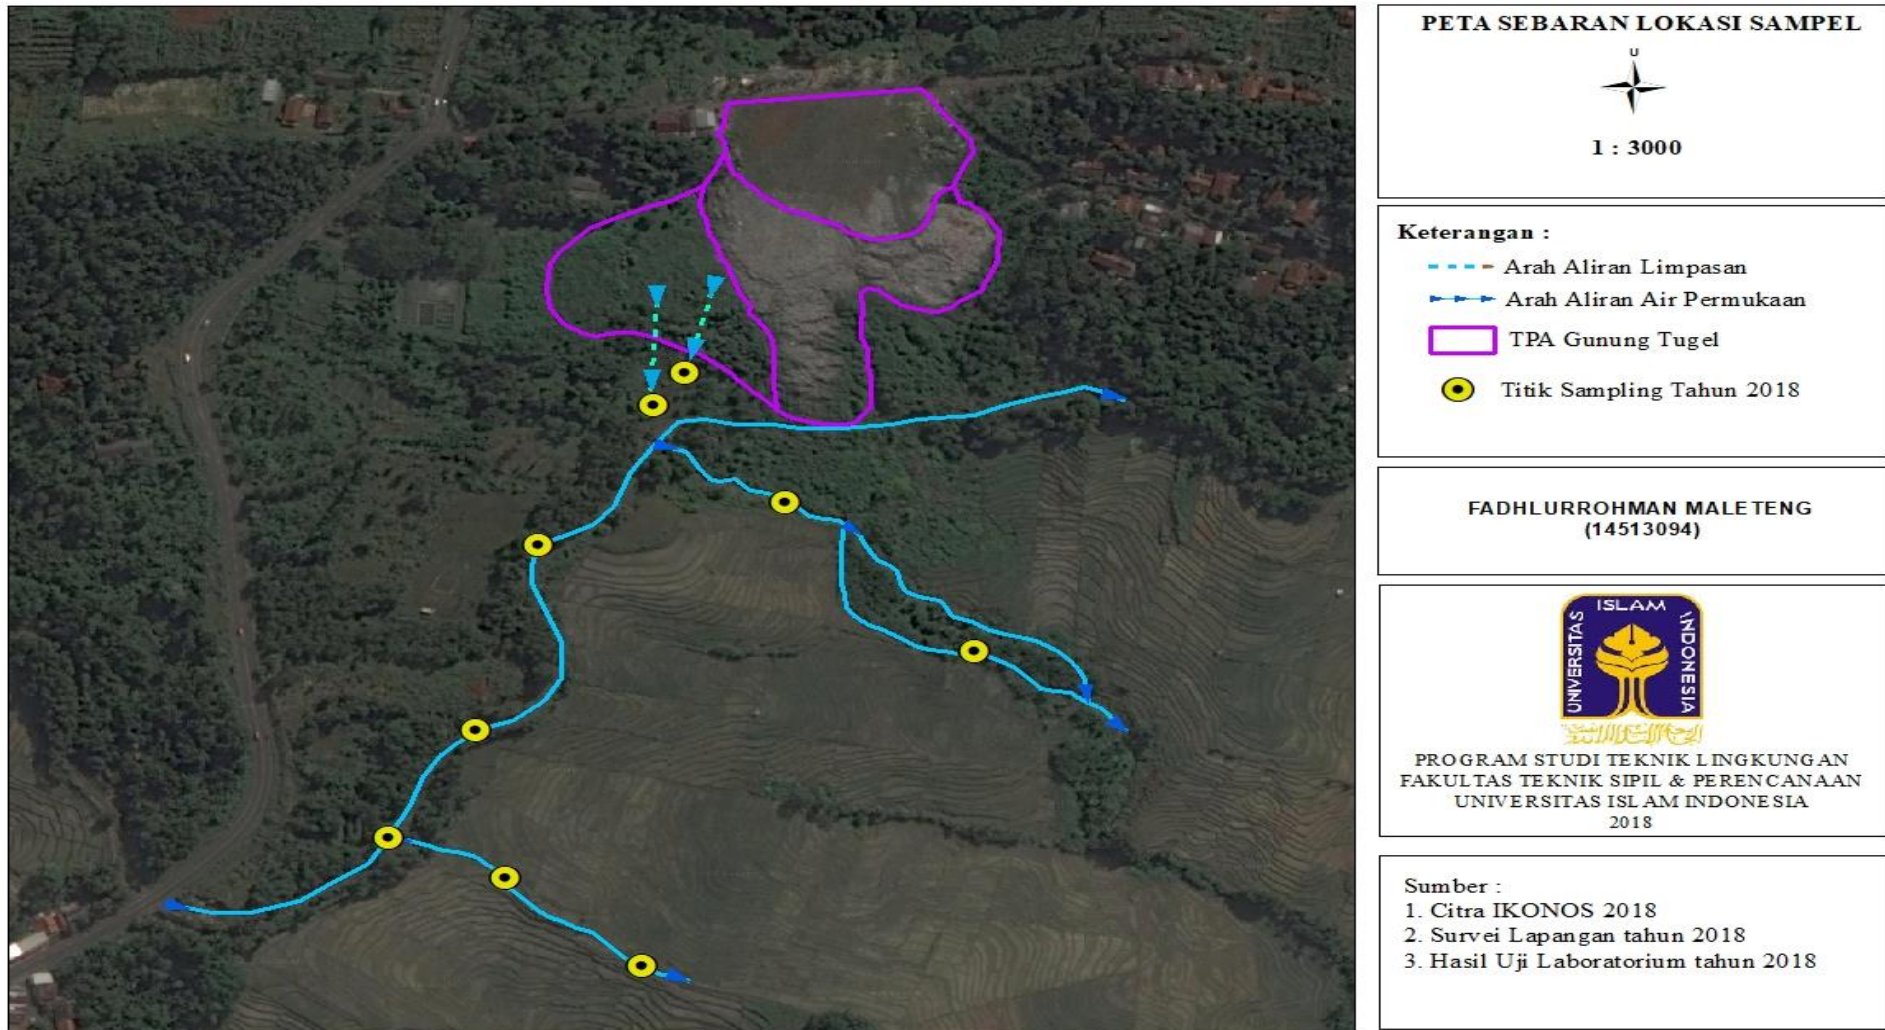 PETA SEBARAN LOKASI SAMPEL
U
1 : 3000
Keterangan :
Arah Aliran Limpasan
Arah Aliran Air Permukaan
TPA Gunung Tugel
Titik Sampling Tahun 2018
FADHLURROHMAN MALETENG
(14513094)
UNIVERSITAS
ISLAM
INDONESIA
PROGRAM STUDI TEKNIK LINGKUNGAN
FAKULTAS TEKNIK SIPIL & PERENCANAAN
UNIVERSITAS ISLAM INDONESIA
2018
Sumber :
1. Citra IKONOS 2018
2. Survei Lapangan tahun 2018
3. Hasil Uji Laboratorium tahun 2018